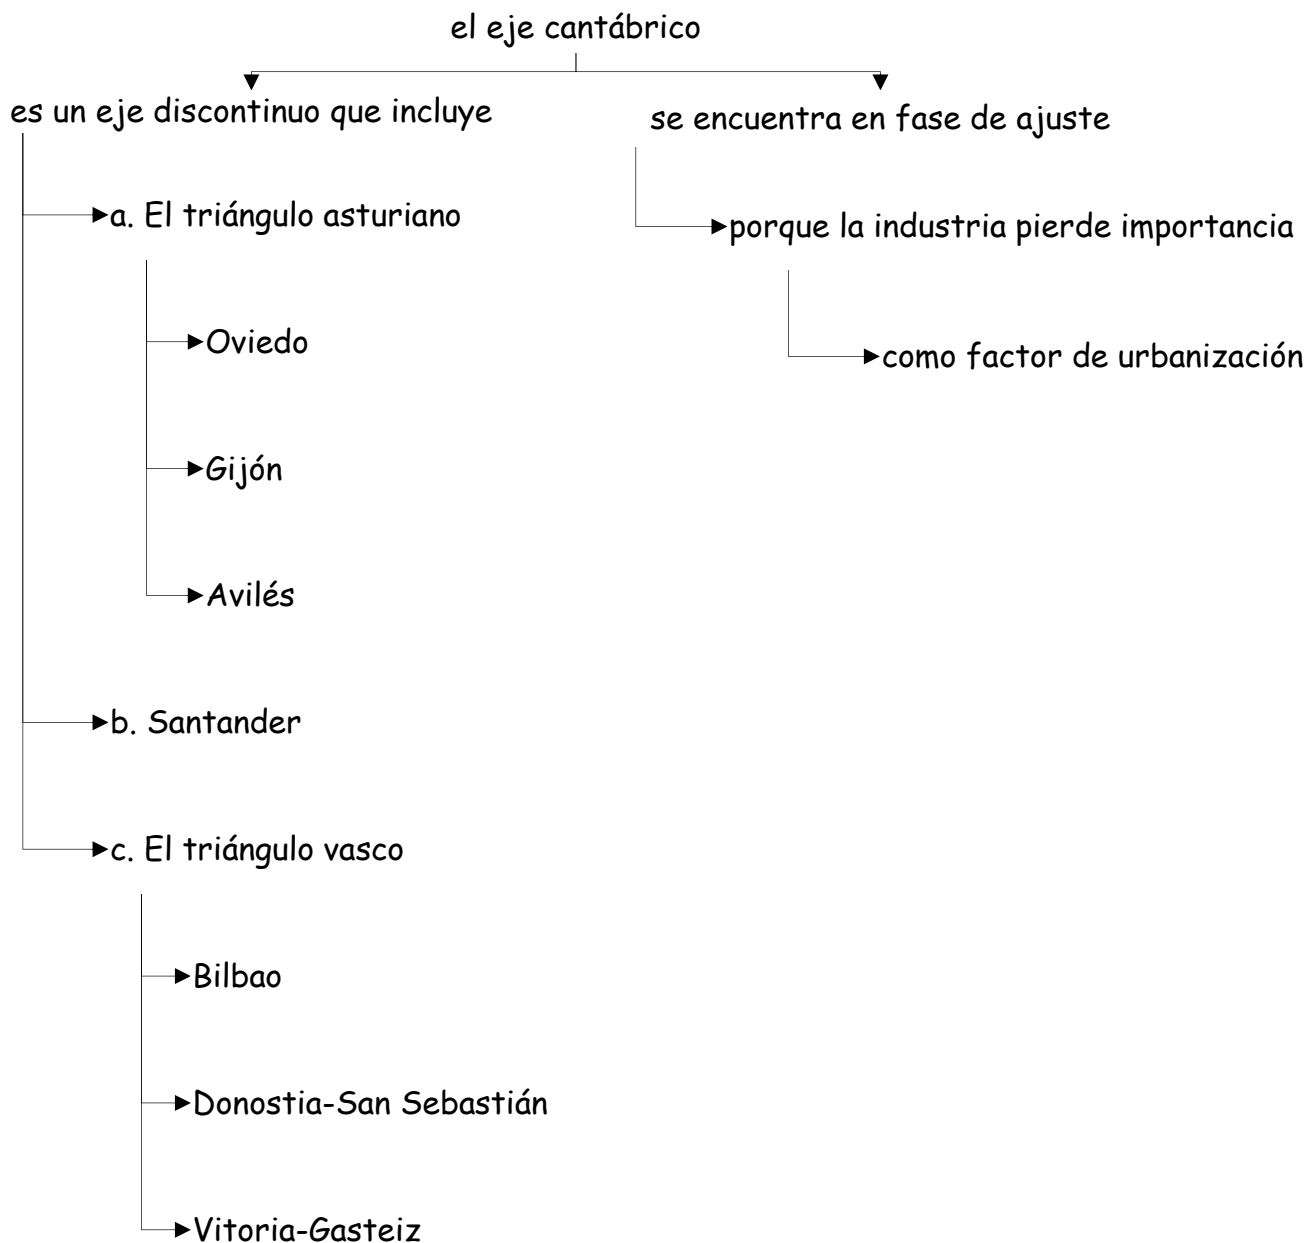 el eje cantábrico
es un eje discontinuo que incluye
a. El triángulo asturiano
Oviedo
Gijón
Avilés
b. Santander
c. El triángulo vasco
Bilbao
Donostia-San Sebastián
Vitoria-Gasteiz
se encuentra en fase de ajuste
porque la industria pierde importancia
como factor de urbanización